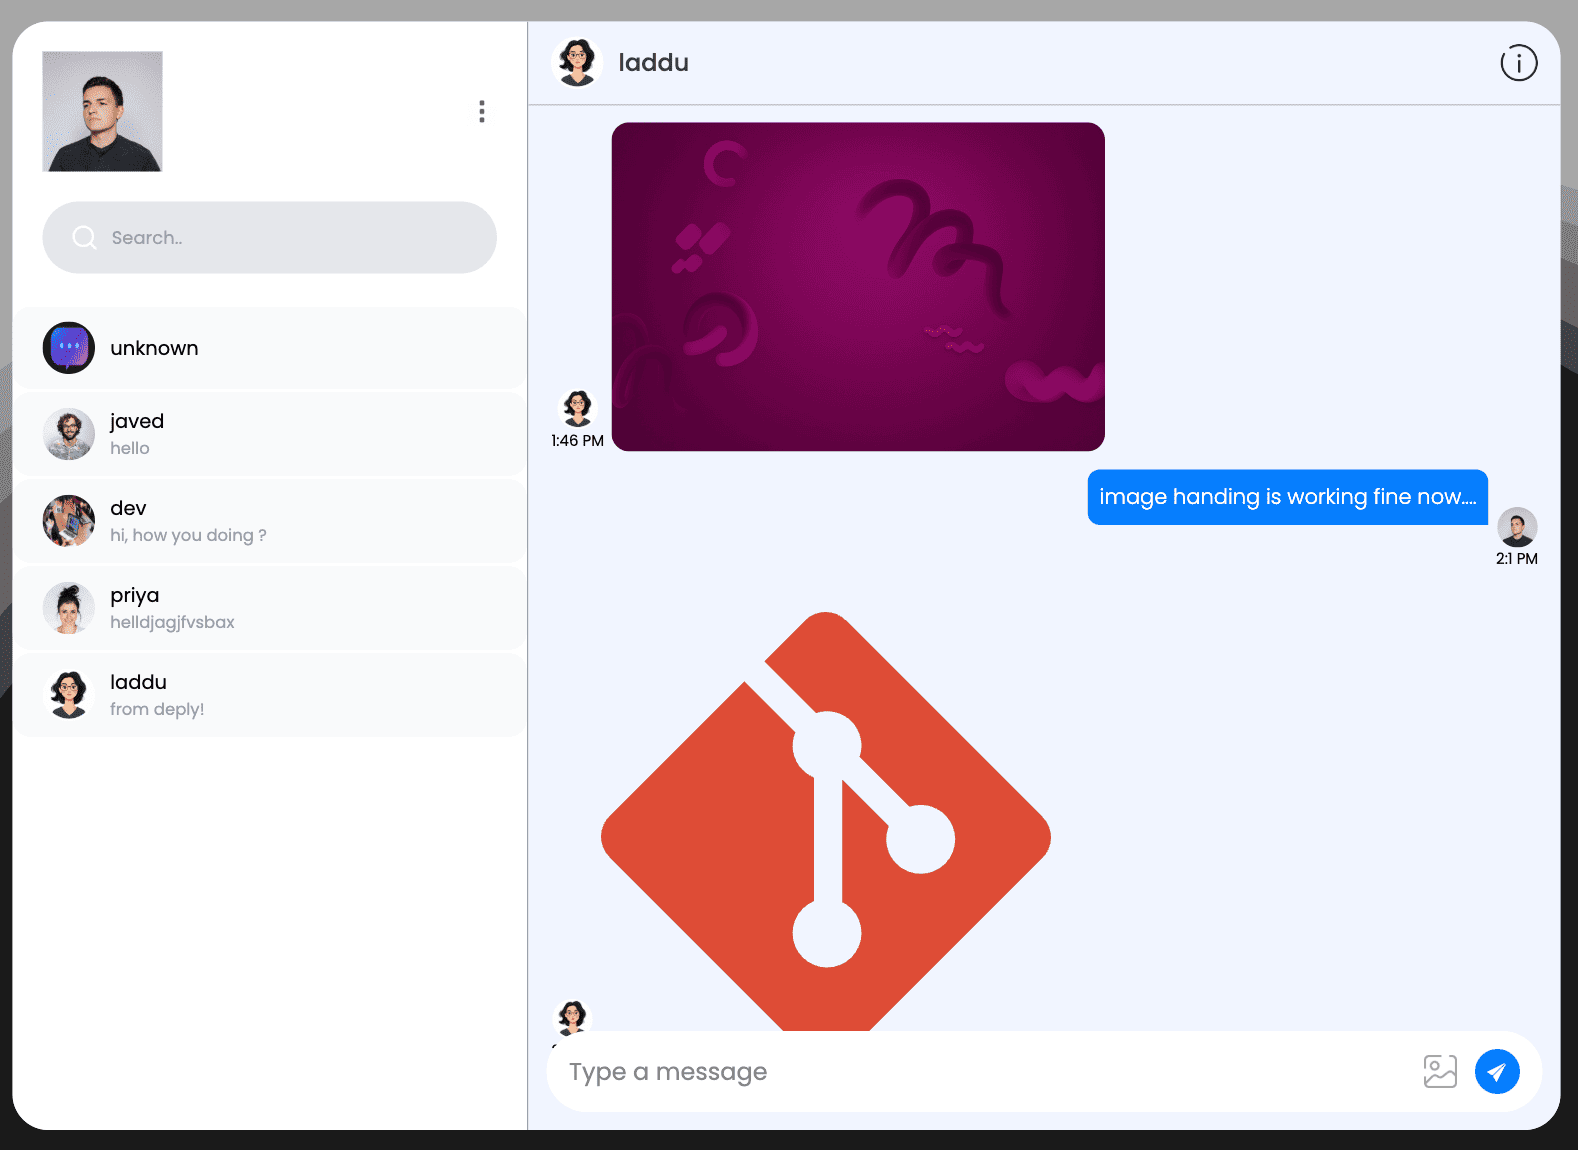 Search..
unknown
javed
hello
dev
hi, how you doing ?
priya
helldjagjfvsbax
laddu
from deply!
laddu
1:46 PM
image handing is working fine now....
2:1 PM
Type a message